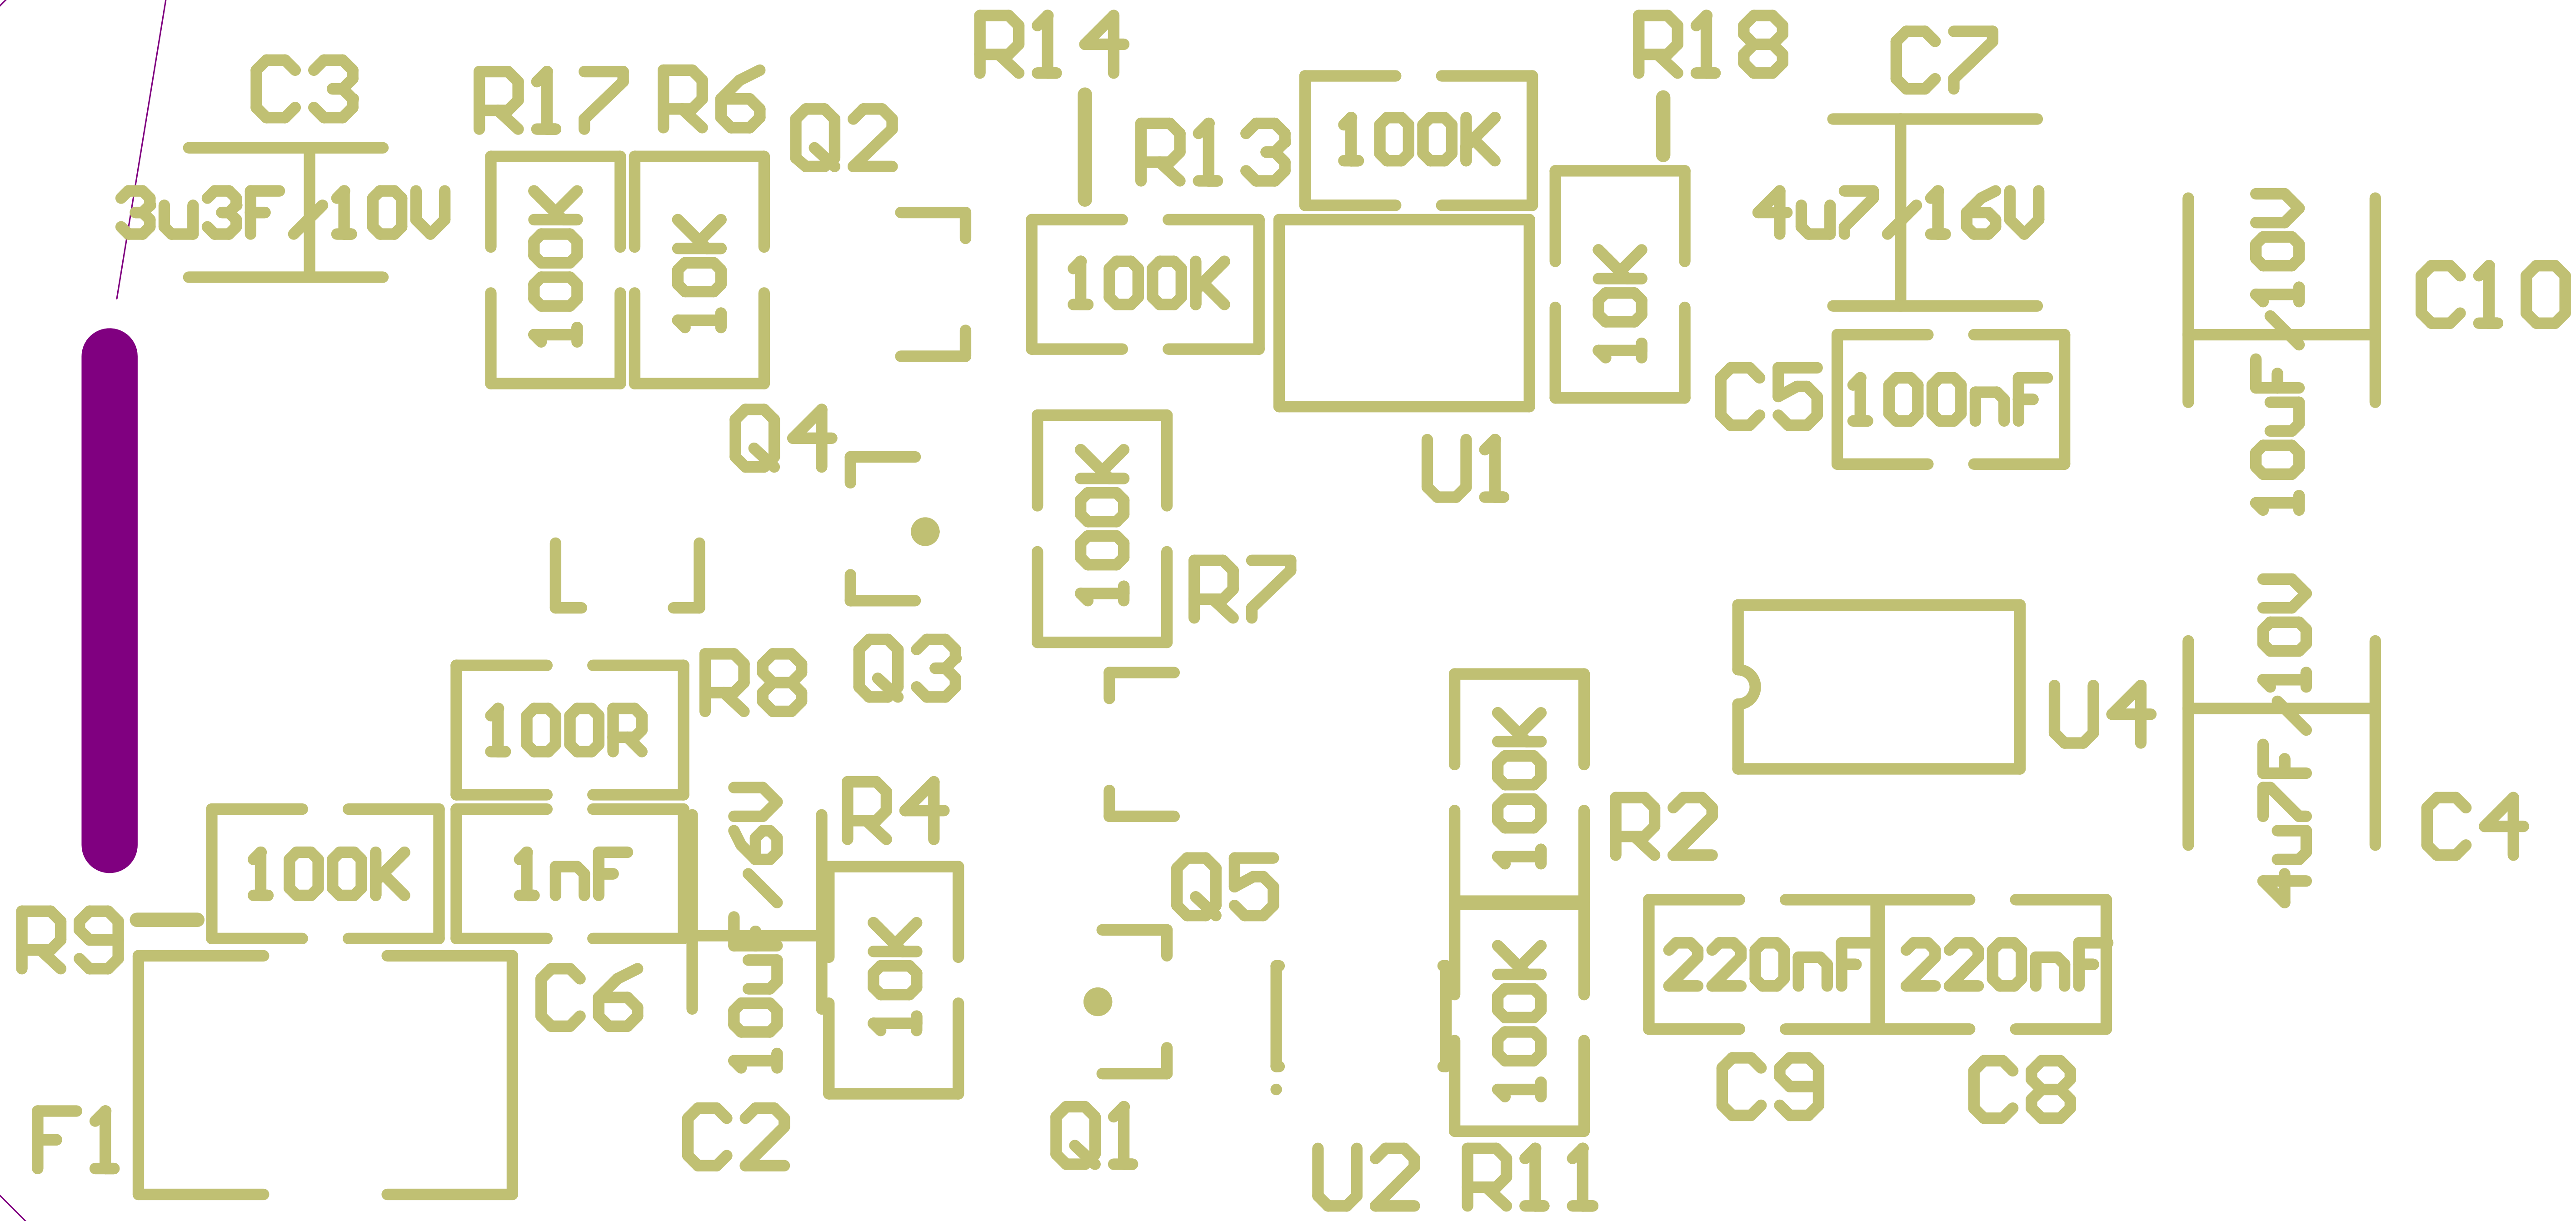 R14
R18
C7
C3
R17
R6
Q2
R13
100K
3u3F/10V
100K
10K
100K
10K
4u7/16V
10uF/10V
C10
C5
100nF
Q4
U1
100K
R7
Q3
R8
100R
100K
R2
U4
4u7F/10V
C4
R9
100K
1nF
10uF/6V
R4
10K
Q5
C6
100K
220nF
220nF
C9
C8
F1
C2
Q1
U2
R11